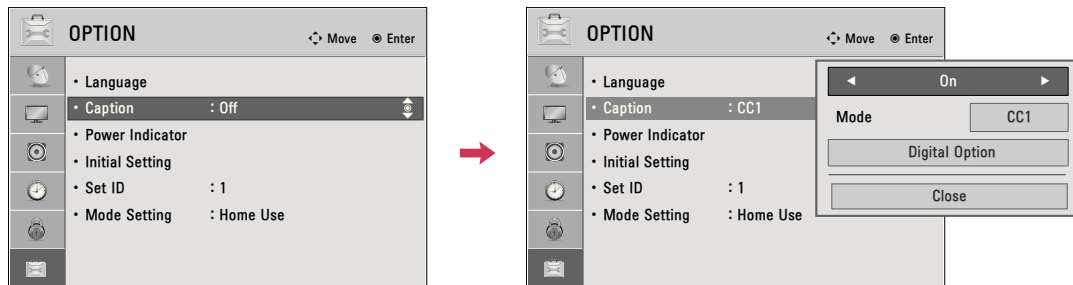 OPTION
Move Enter
• Language
• Caption : Off
• Power Indicator
• Initial Setting
• Set ID : 1
• Mode Setting : Home Use
OPTION
Move Enter
• Language
• Caption : CC1
• Power Indicator
• Initial Setting
• Set ID : 1
• Mode Setting : Home Use
◀ On ▶
Mode CC1
Digital Option
Close